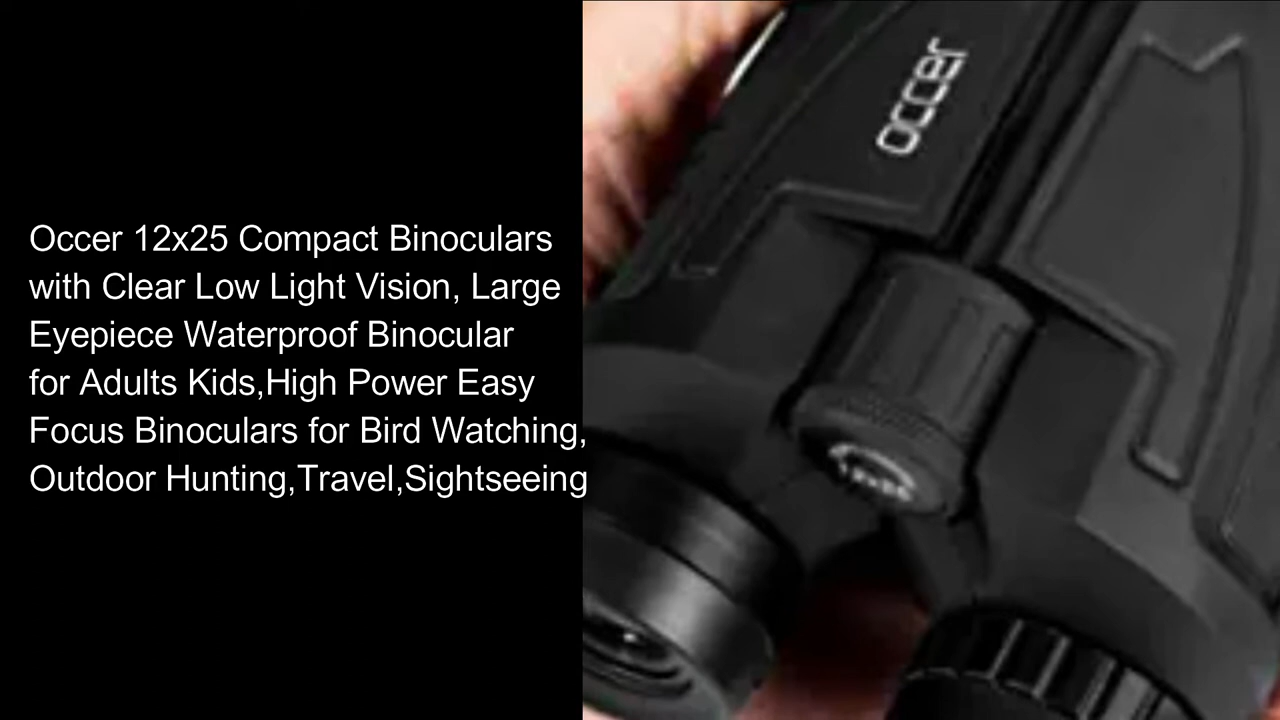 Occer 12x25 Compact Binoculars
with Clear Low Light Vision, Large
Eyepiece Waterproof Binocular
for Adults Kids,High Power Easy
Focus Binoculars for Bird Watching,
Outdoor Hunting,Travel,Sightseeing
occer